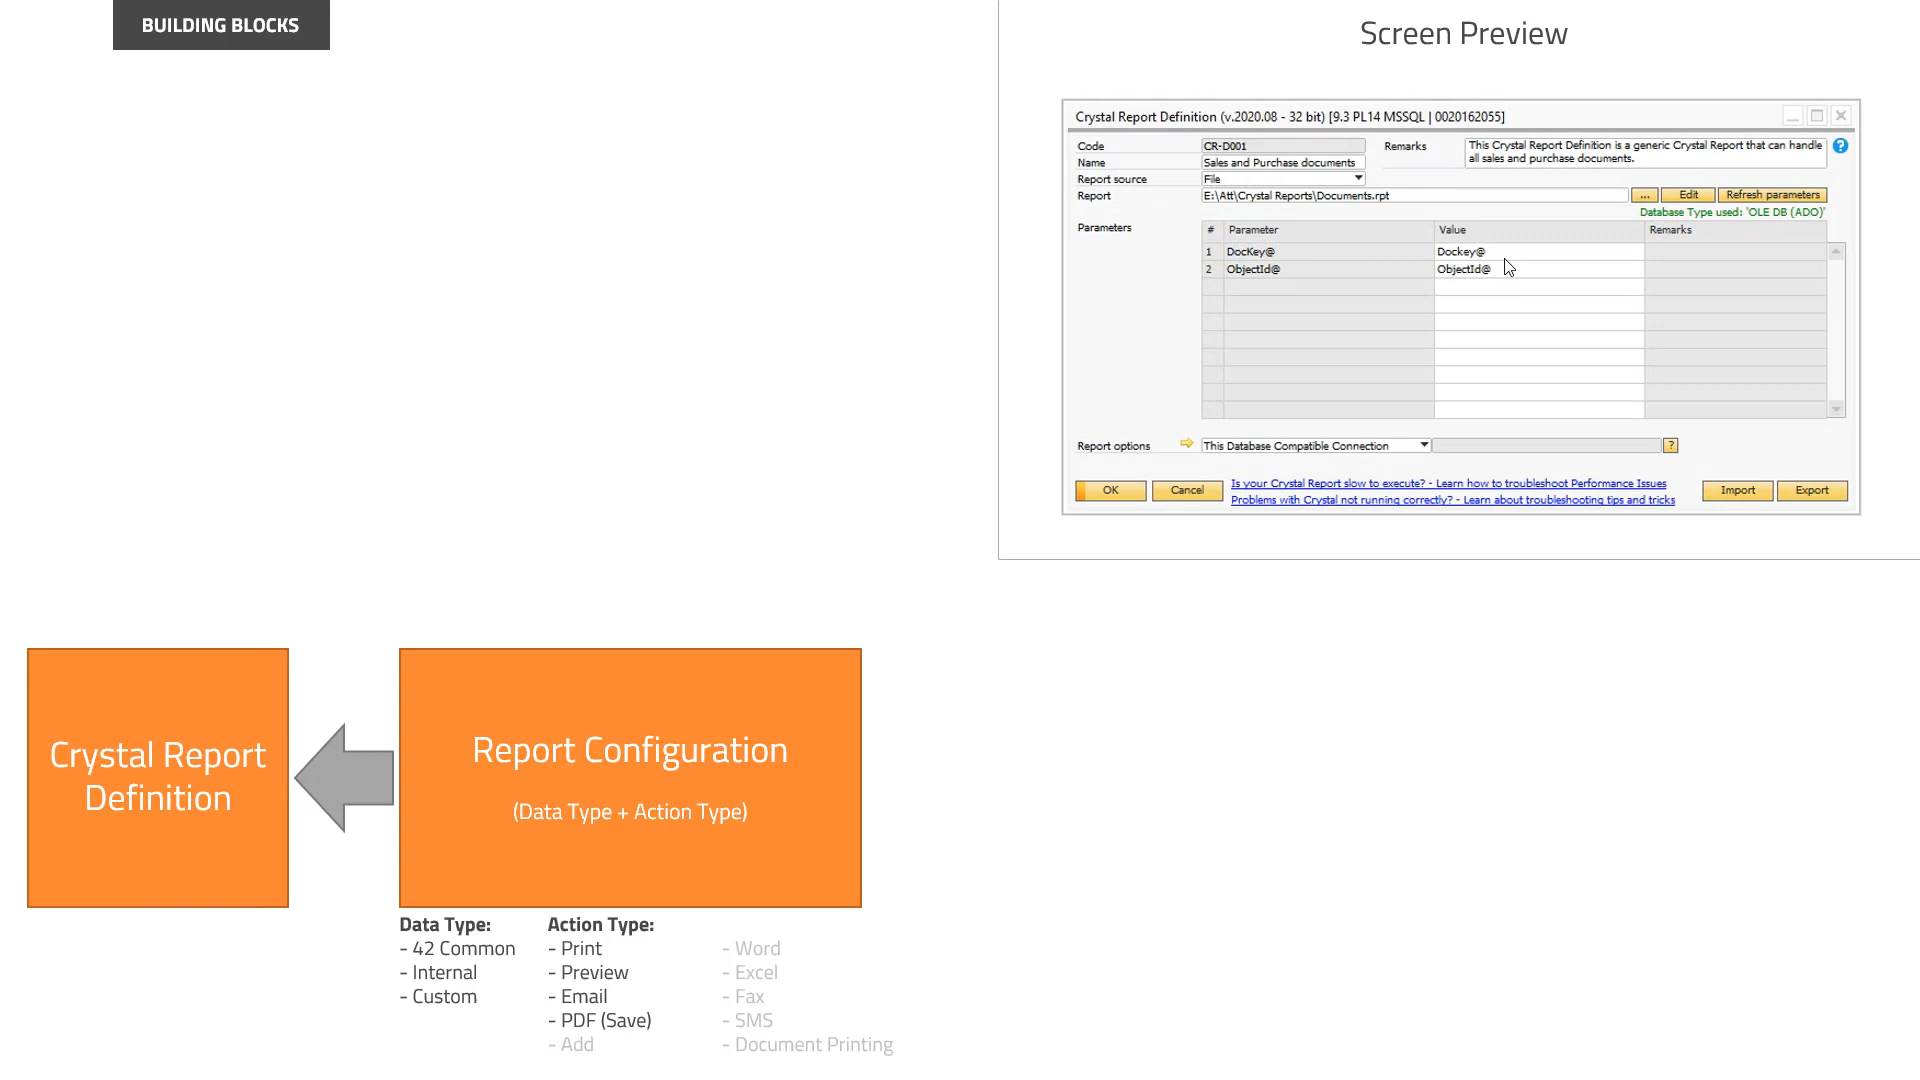 BUILDING BLOCKS
Screen Preview
Crystal Report Definition (v.2020.08 - 32 bit) [9.3 PL14 MSSQL | 0020162055]
Code
CR-D001
Name
Sales and Purchase documents
Report source
File
Report
E:\Att\Crystal Reports\Documents.rpt
Remarks
This Crystal Report Definition is a generic Crystal Report that can handle
all sales and purchase documents.
?
...
Edit
Refresh parameters
Database Type used: 'OLE DB (ADO)'
Parameters
# Parameter Value Remarks
1 DocKey@ Dockey@
2 ObjectId@ ObjectId@
Report options
This Database Compatible Connection
?
OK
Cancel
Is your Crystal Report slow to execute? - Learn how to troubleshoot Performance Issues
Problems with Crystal not running correctly? - Learn about troubleshooting tips and tricks
Import
Export
Crystal Report
Definition
Report Configuration
(Data Type + Action Type)
Data Type:
- 42 Common
- Internal
- Custom
Action Type:
- Print
- Preview
- Email
- PDF (Save)
- Add
- Word
- Excel
- Fax
- SMS
- Document Printing